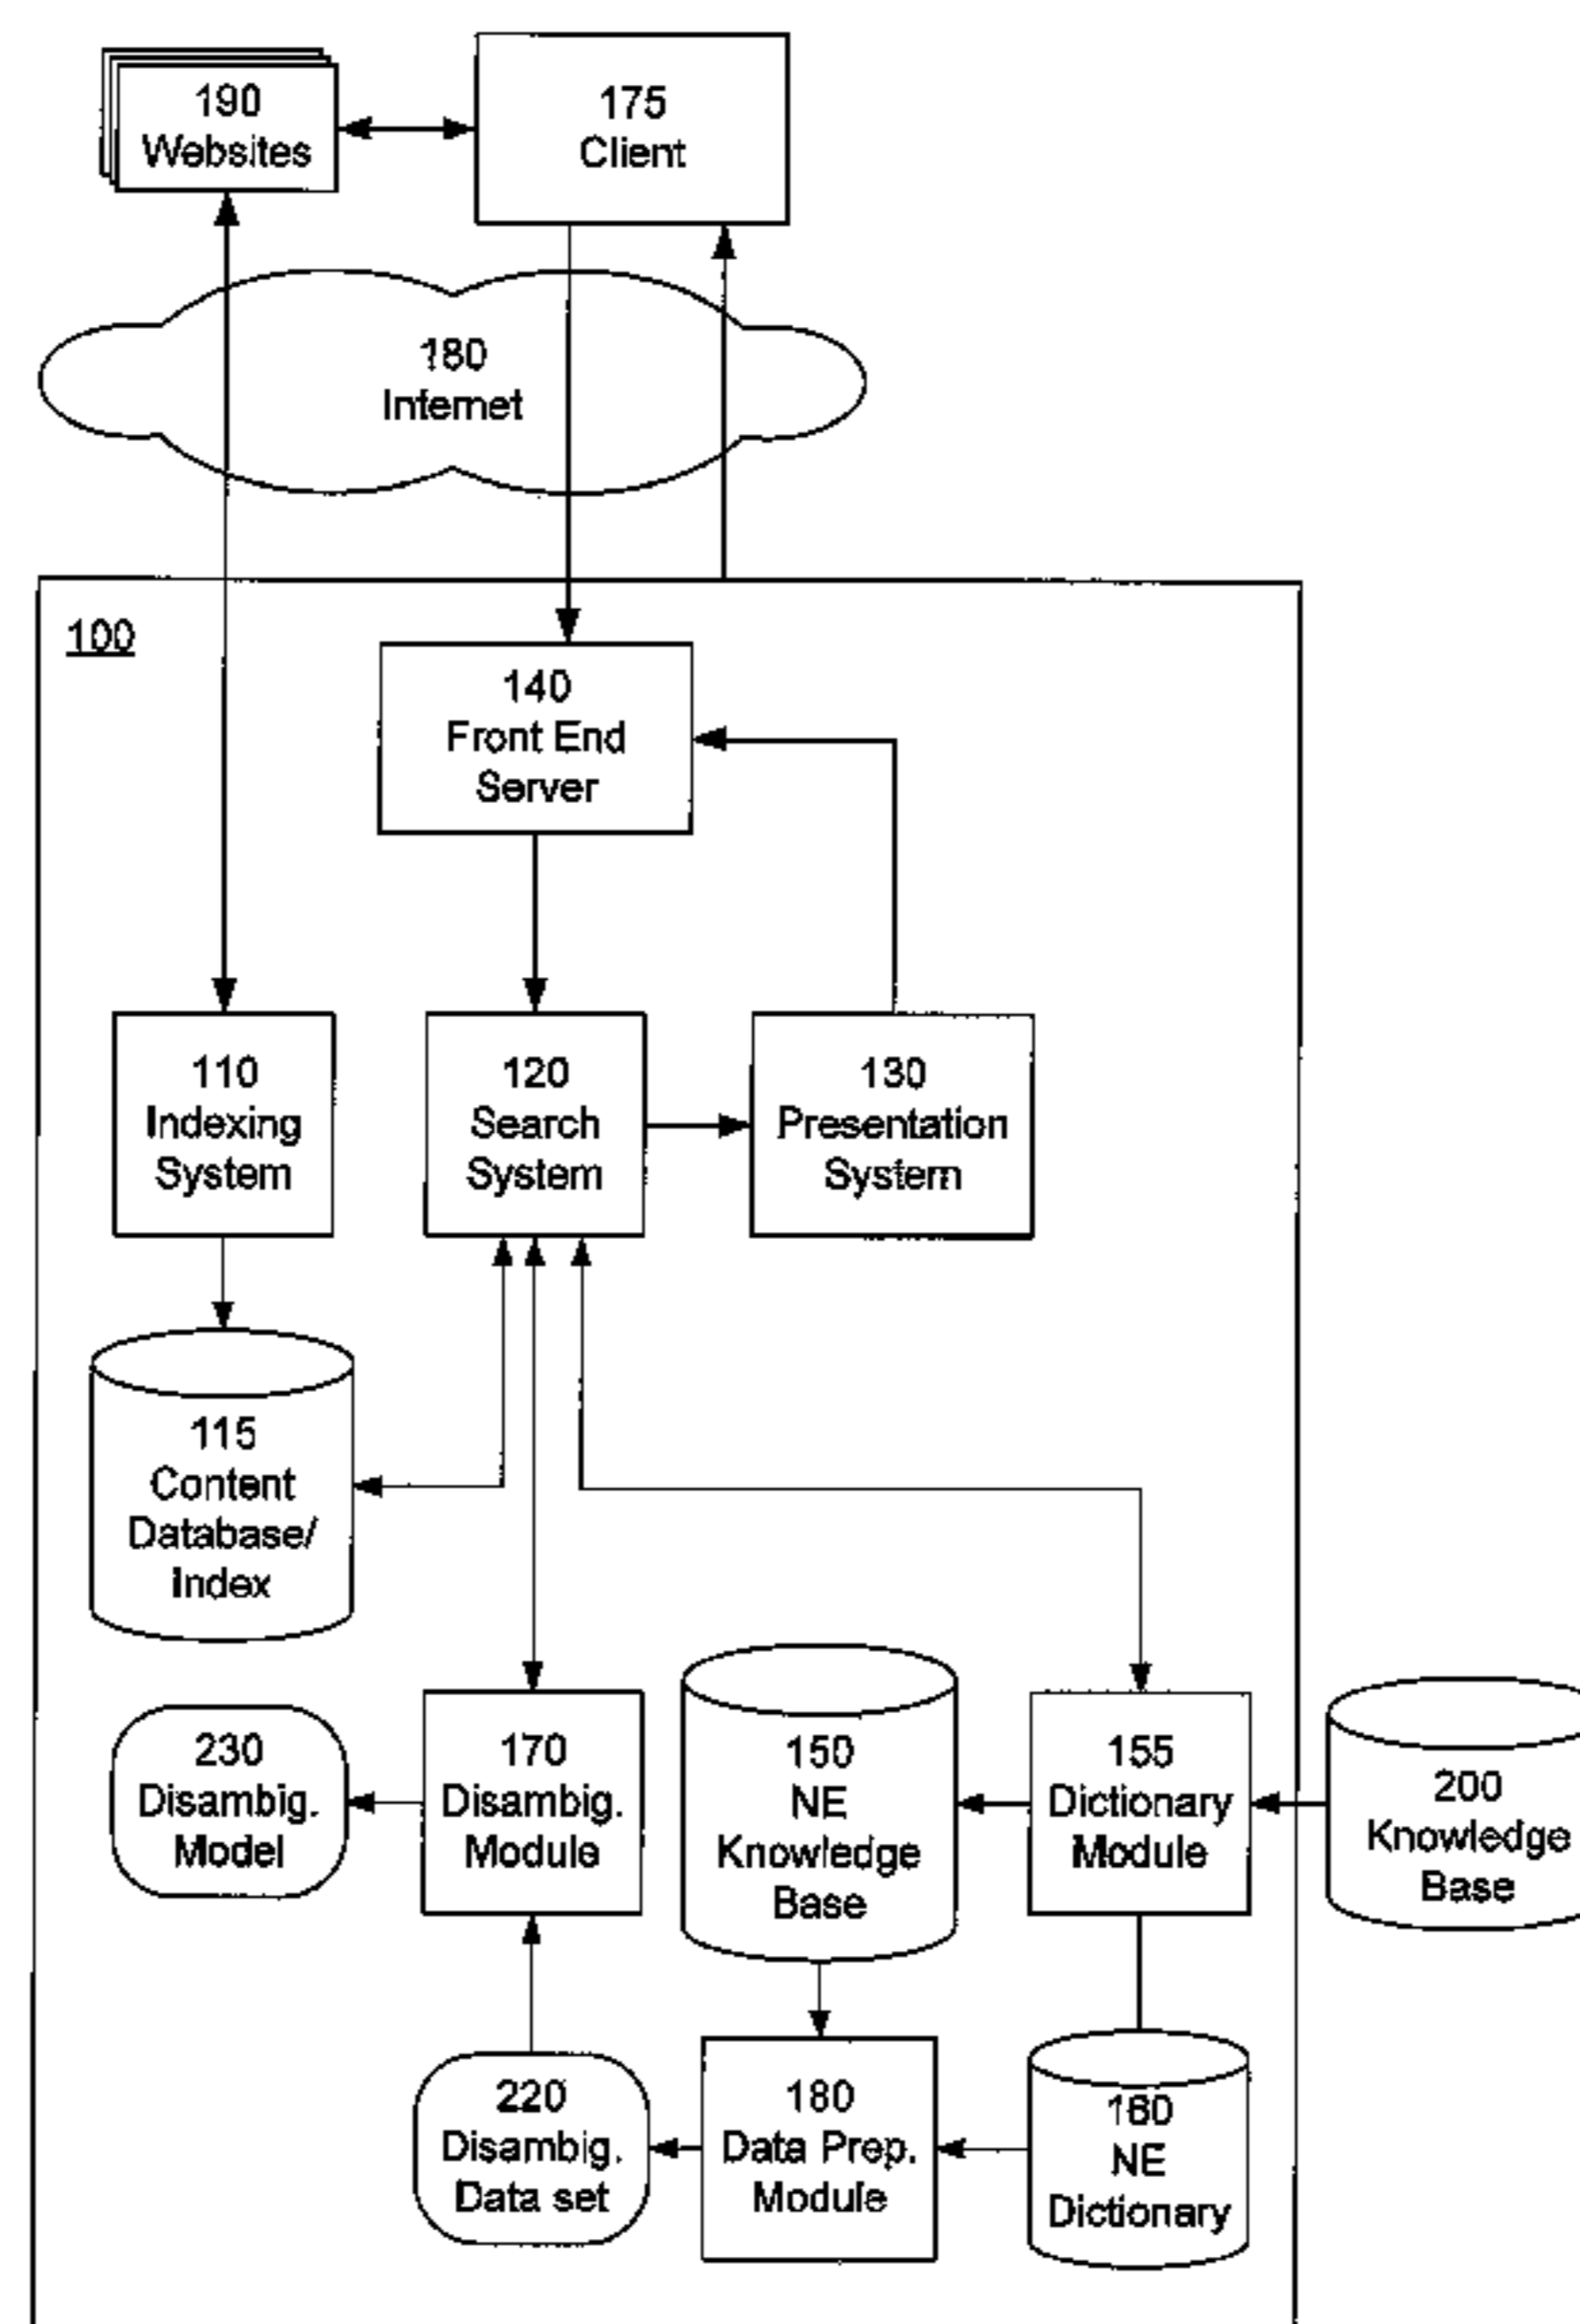 190
Websites
175
Client
180
Internet
100
140
Front End
Server
110
Indexing
System
120
Search
System
130
Presentation
System
115
Content
Database/
Index
230
Disambig.
Model
170
Disambig.
Module
150
NE
Knowledge
Base
155
Dictionary
Module
200
Knowledge
Base
220
Disambig.
Data set
180
Data Prep.
Module
160
NE
Dictionary